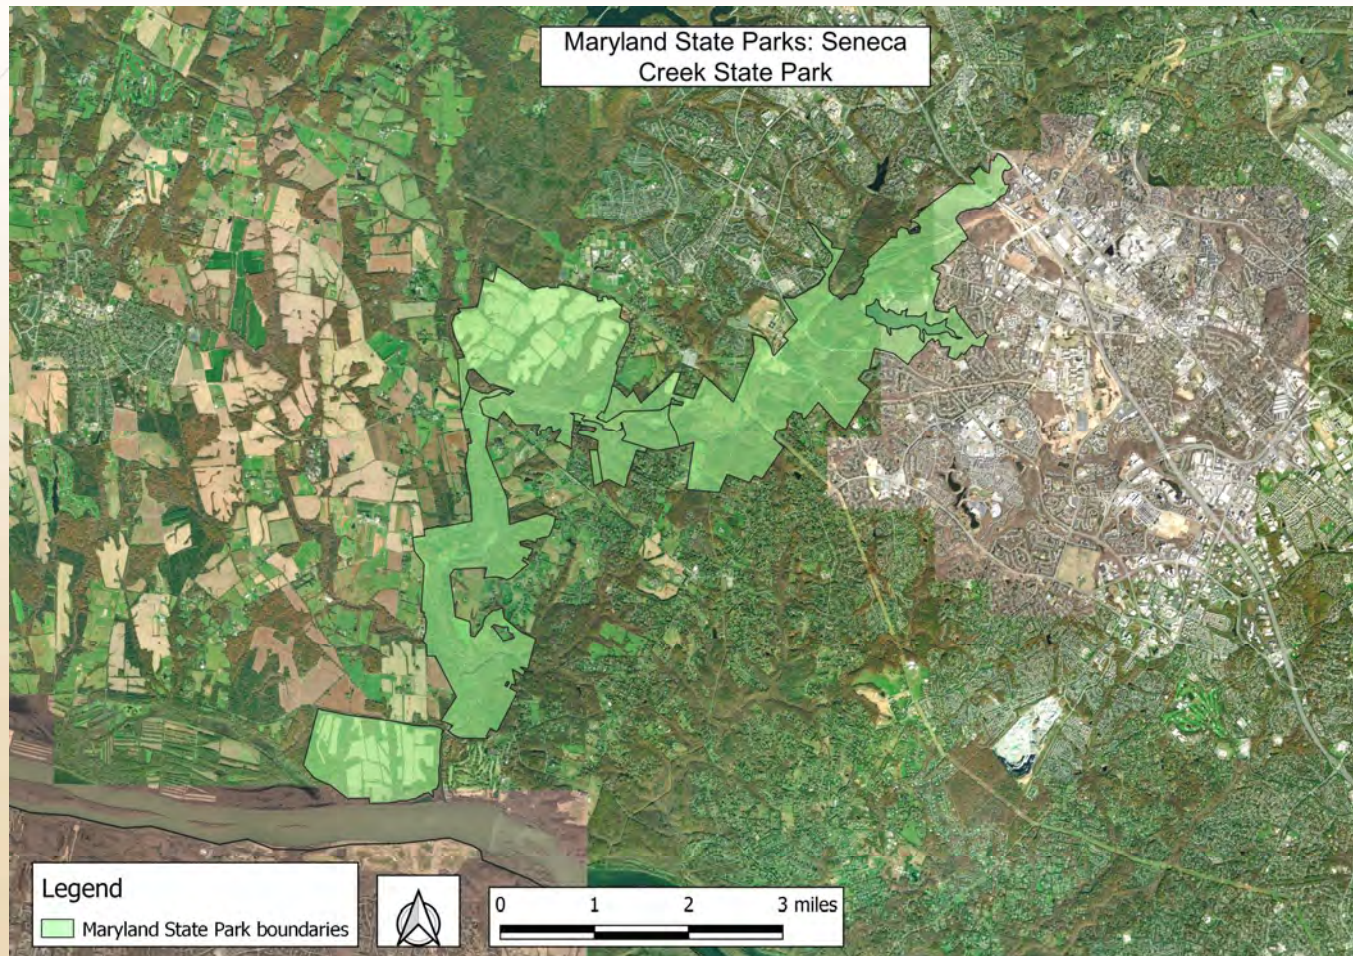 Maryland State Parks: Seneca
Creek State Park
Legend
Maryland State Park boundaries
0 1 2 3 miles